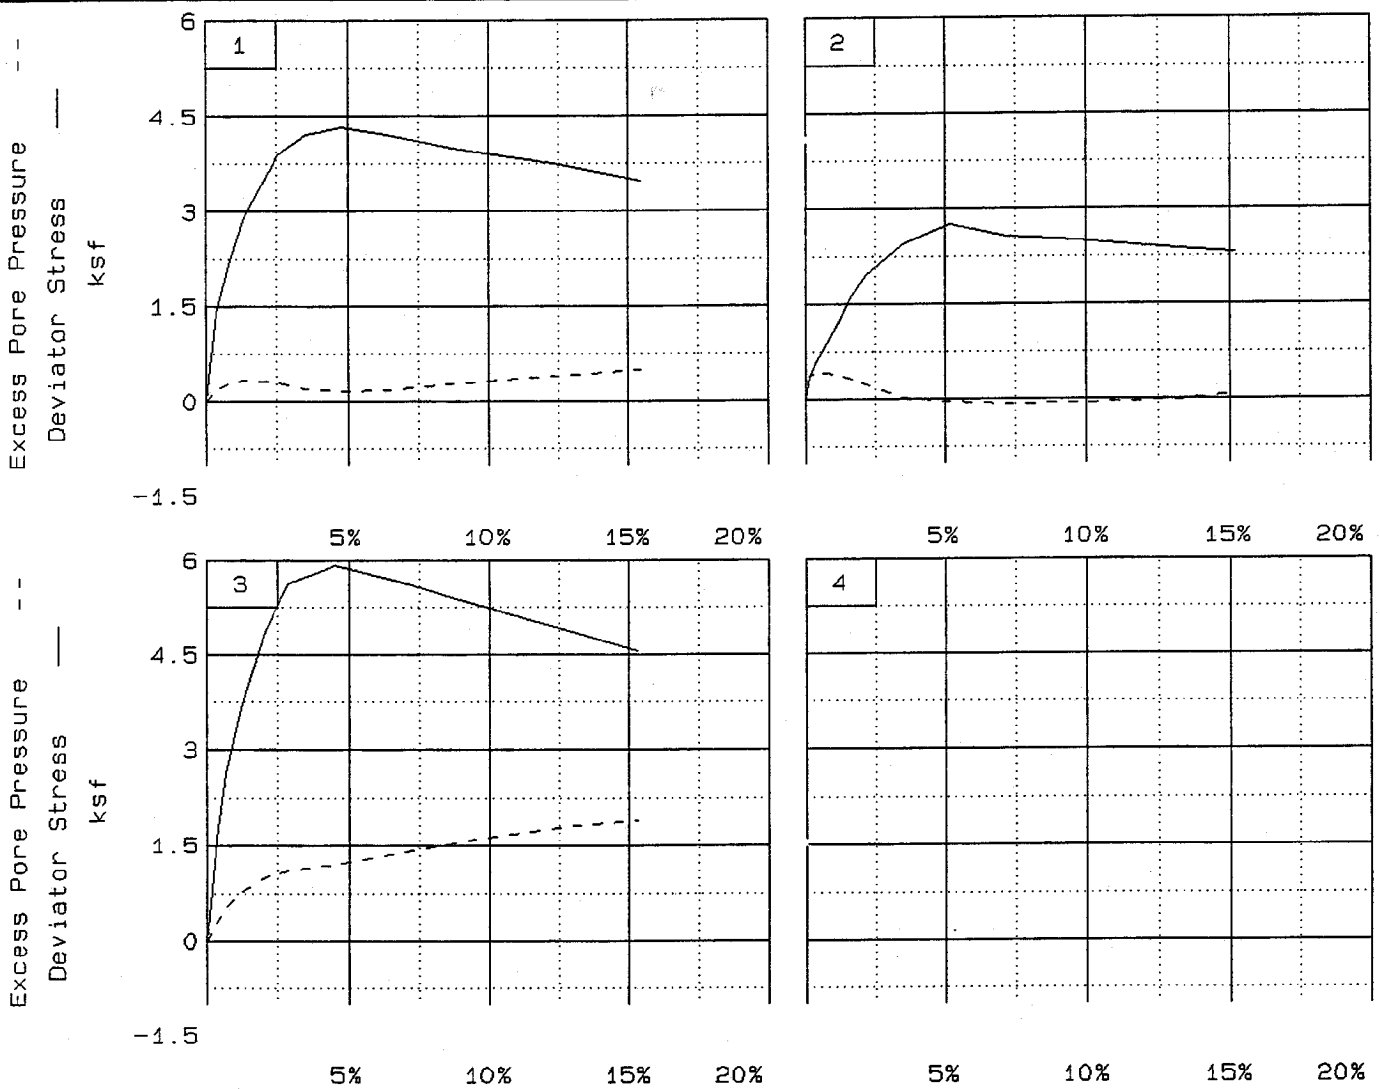 Excess Pore Pressure --
Deviator Stress —
ksf
6
4.5
3
1.5
0
-1.5
1
5% 10% 15% 20%
2
5% 10% 15% 20%
Excess Pore Pressure --
Deviator Stress —
ksf
6
4.5
3
1.5
0
-1.5
3
5% 10% 15% 20%
4
5% 10% 15% 20%